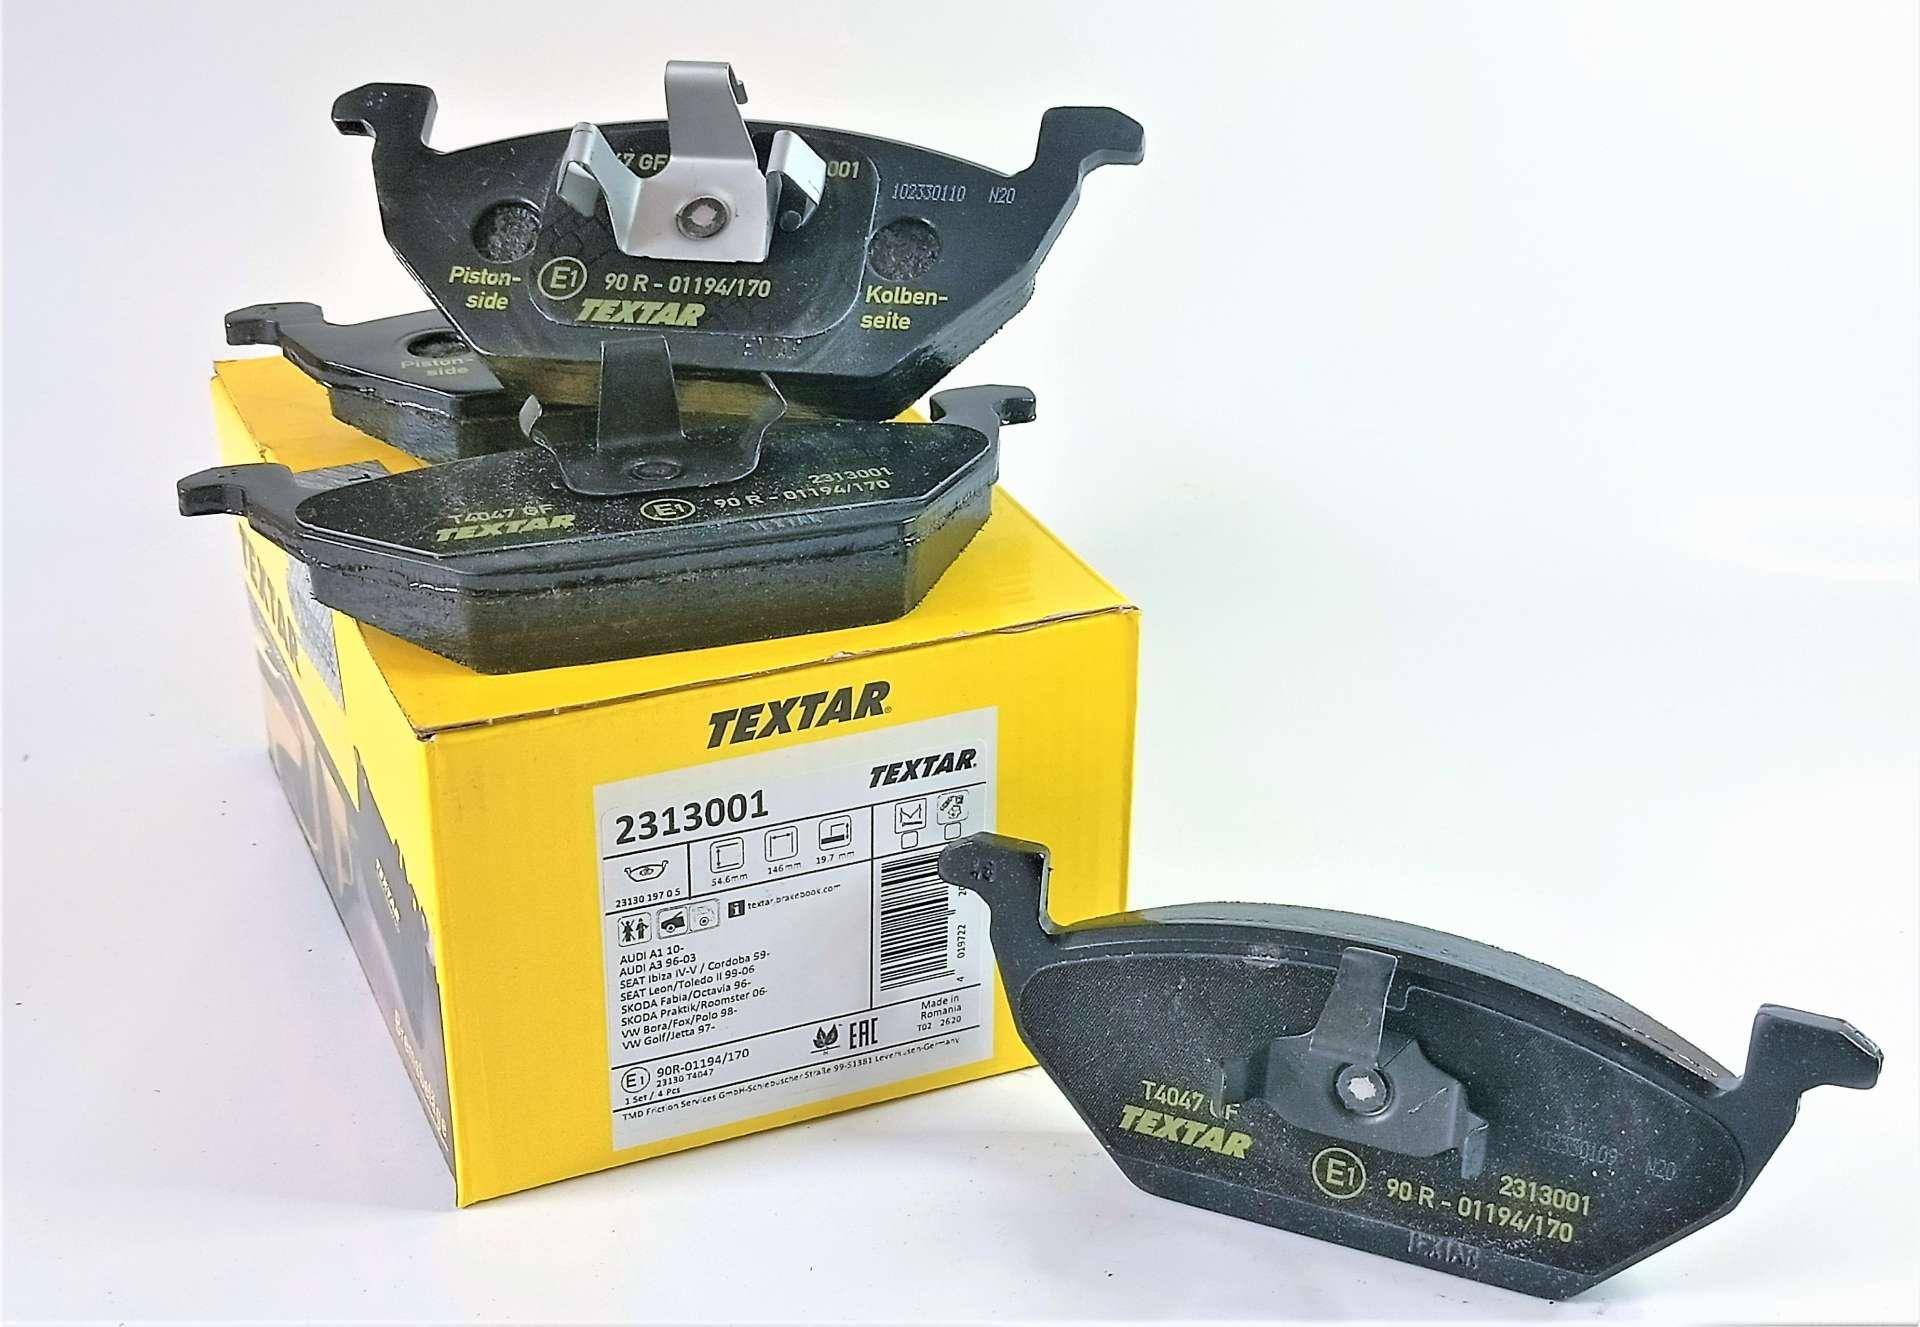 001
102330110 N20
Piston-
side
E1 90 R - 01194/170
TEXTAR
Kolben-
seite
Piston-
side
2313001
T4047 GF
E1 90 R - 01194/170
TEXTAR
TEXTAR
TEXTAR
TEXTAR
TEXTAR®
TEXTAR®
2313001
54.6mm 146mm 19.7 mm
23130 197 0 5
i textar.brakebook.com
AUDI A1 10-
AUDI A3 96-03
SEAT Ibiza IV-V / Cordoba 99-
SEAT Leon/Toledo II 99-06
SKODA Fabia/Octavia 96-
SKODA Praktik/Roomster 06-
VW Bora/Fox/Polo 98-
VW Golf/Jetta 97-
4 019722 20
Made in
Romania
T02 2620
EAC
E1 90R-01194/170
23130 T4047
1 Set / 4 Pcs
TMD Friction Services GmbH-Schlebuscher Straße 99-51381 Leverkusen-Germany
T4047 GF
TEXTAR
102330109 N20
2313001
E1 90 R - 01194/170
TEXTAR